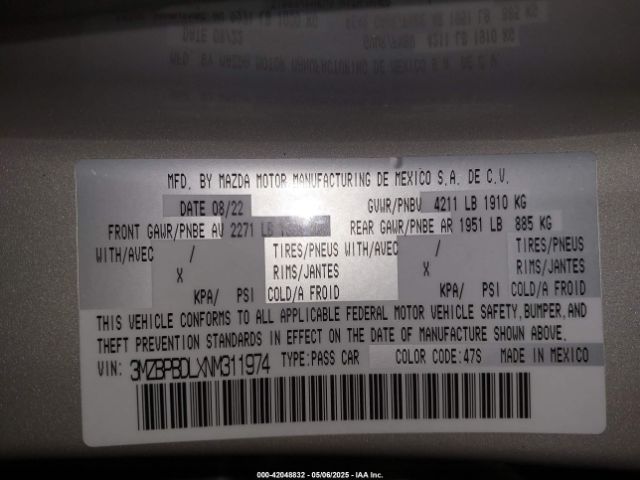 MFD. BY MAZDA MOTOR MANUFACTURING DE MEXICO S.A. DE C.V.
DATE 08/22 GVWR/PNBV 4211 LB 1910 KG
FRONT GAWR/PNBE AV 2271 LB REAR GAWR/PNBE AR 1951 LB 885 KG
WITH/AVEC / TIRES/PNEUS WITH/AVEC / TIRES/PNEUS
X RIMS/JANTES X RIMS/JANTES
KPA/ PSI COLD/A FROID KPA/ PSI COLD/A FROID
THIS VEHICLE CONFORMS TO ALL APPLICABLE FEDERAL MOTOR VEHICLE SAFETY, BUMPER, AND
THEFT PREVENTION STANDARDS IN EFFECT ON THE DATE OF MANUFACTURE SHOWN ABOVE.
VIN: 3MZBPBDLXNM311974 TYPE:PASS CAR COLOR CODE:47S MADE IN MEXICO
000-42048832 - 05/06/2025 - IAA Inc.